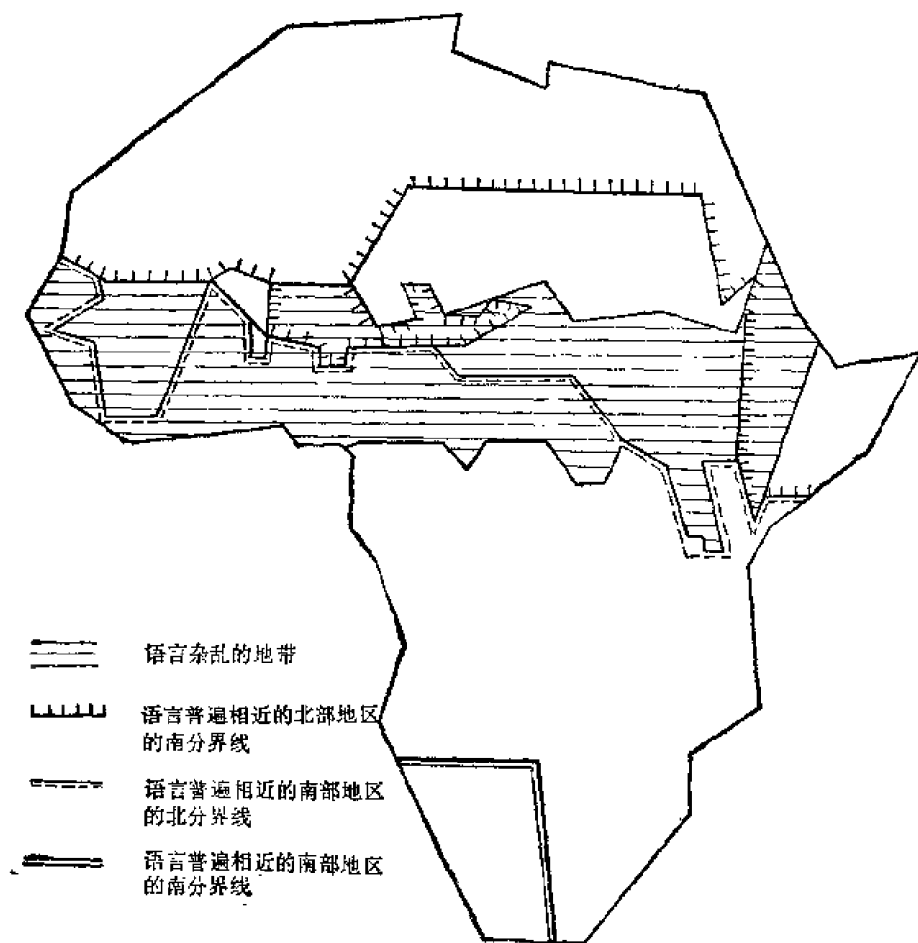 语言杂乱的地带
语言普遍相近的北部地区
的南分界线
语言普遍相近的南部地区
的北分界线
语言普遍相近的南部地区
的南分界线